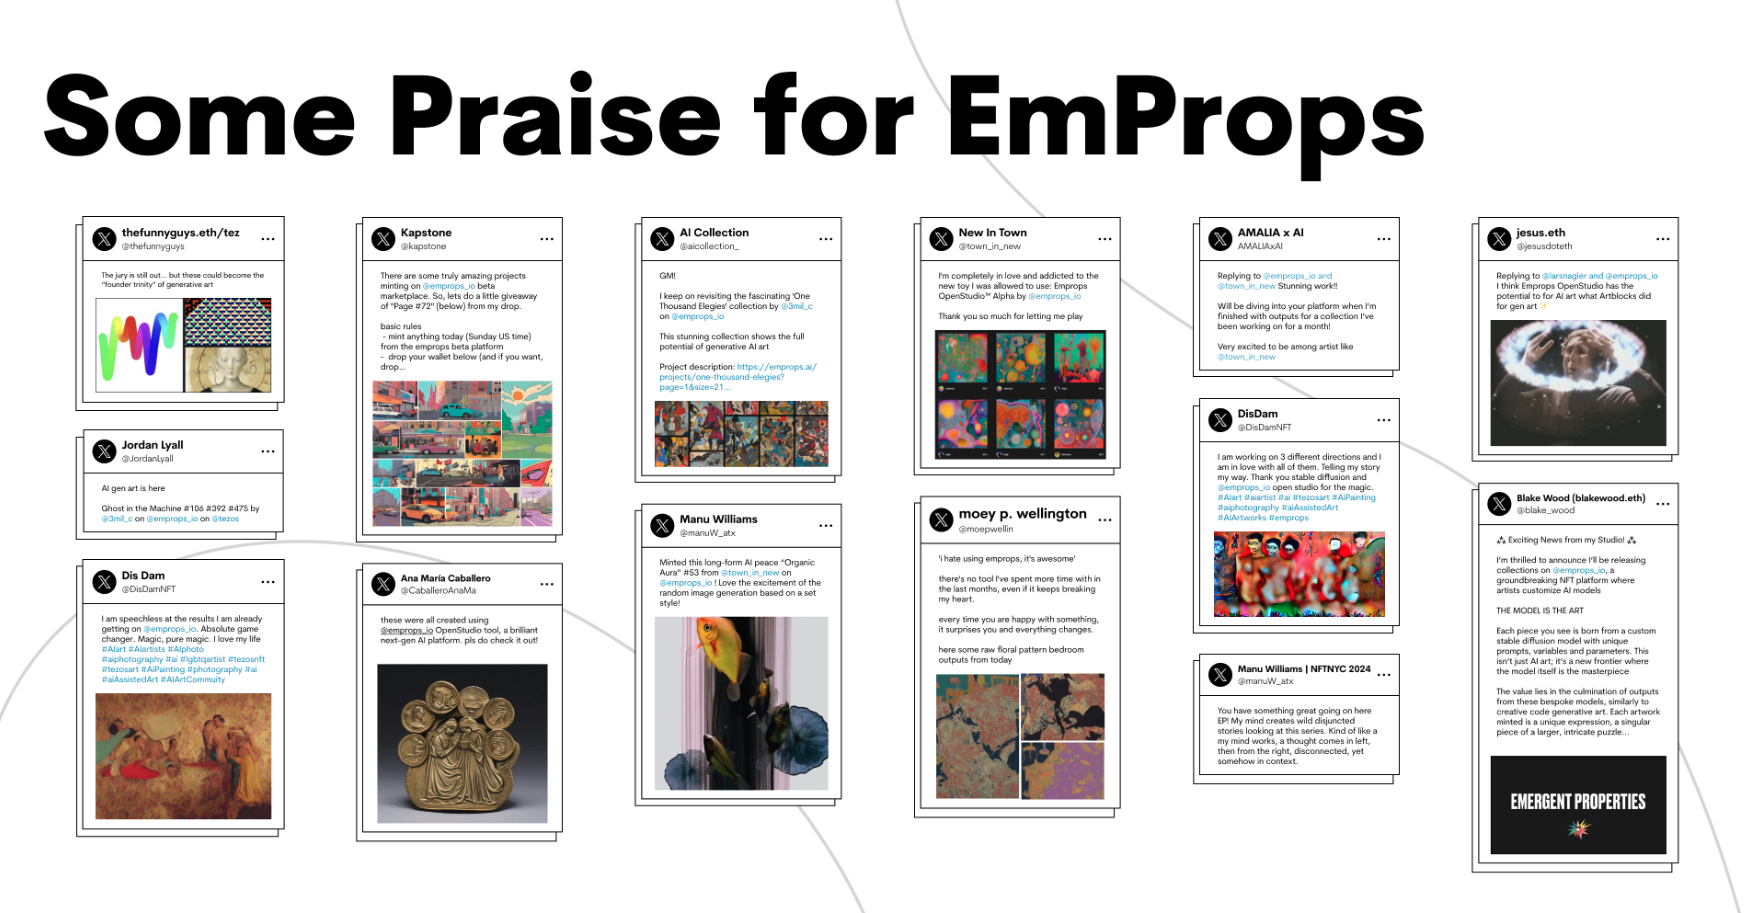 Some Praise for EmProps
thefunnyguys.eth/tez
@thefunnyguys
The jury is still out... but these could become the
"founder trinity" of generative art
Jordan Lyall
@JordanLyall
AI gen art is here
Ghost in the Machine #106 #392 #475 by
@3mil_c on @emprops_io on @tezos
Dis Dam
@DisDamNFT
I am speechless at the results I am already
getting on @emprops_io. Absolute game
changer. Magic, pure magic. I love my life
#AIart #AIartists #AIphoto
#aiphotography #ai #lgbtqartist #tezosnft
#tezosart #AiPainting #photography #ai
#aiAssistedArt #AIArtCommuity
Kapstone
@kapstone
There are some truly amazing projects
minting on @emprops_io beta
marketplace. So, lets do a little giveaway
of "Page #72" (below) from my drop.
basic rules
- mint anything today (Sunday US time)
from the emprops beta platform
- drop your wallet below (and if you want,
drop...
Ana María Caballero
@CaballeroAnaMa
these were all created using
@emprops_io OpenStudio tool, a brilliant
next-gen AI platform. pls do check it out!
AI Collection
@aicollection_
GM!
I keep on revisiting the fascinating 'One
Thousand Elegies' collection by @3mil_c
on @emprops_io
This stunning collection shows the full
potential of generative AI art
Project description: https://emprops.ai/
projects/one-thousand-elegies?
page=1&size=21...
Manu Williams
@manuW_atx
Minted this long-form AI peace "Organic
Aura" #53 from @town_in_new on
@emprops_io ! Love the excitement of the
random image generation based on a set
style!
New In Town
@town_in_new
I'm completely in love and addicted to the
new toy I was allowed to use: Emprops
OpenStudio™ Alpha by @emprops_io
Thank you so much for letting me play
moey p. wellington
@moepwellin
'i hate using emprops, it's awesome'
there's no tool I've spent more time with in
the last months, even if it keeps breaking
my heart.
every time you are happy with something,
it surprises you and everything changes.
here some raw floral pattern bedroom
outputs from today
AMALIA x AI
AMALIAxAI
Replying to @emprops_io and
@town_in_new Stunning work!!
Will be diving into your platform when I'm
finished with outputs for a collection I've
been working on for a month!
Very excited to be among artist like
@town_in_new
DisDam
@DisDamNFT
I am working on 3 different directions and I
am in love with all of them. Telling my story
my way. Thank you stable diffusion and
@emprops_io open studio for the magic.
#AIart #aiartist #ai #tezosart #AiPainting
#aiphotography #aiAssistedArt
#AIArtworks #emprops
Manu Williams | NFTNYC 2024
@manuW_atx
You have something great going on here
EP! My mind creates wild disjuncted
stories looking at this series. Kind of like a
my mind works, a thought comes in left,
then from the right, disconnected, yet
somehow in context.
jesus.eth
@jesusdoteth
Replying to @larsnagler and @emprops_io
I think Emprops OpenStudio has the
potential to for AI art what Artblocks did
for gen art ✨
Blake Wood (blakewood.eth)
@blake_wood
⁂ Exciting News from my Studio! ⁂
I'm thrilled to announce I'll be releasing
collections on @emprops_io, a
groundbreaking NFT platform where
artists customize AI models
THE MODEL IS THE ART
Each piece you see is born from a custom
stable diffusion model with unique
prompts, variables and parameters. This
isn't just AI art; it's a new frontier where
the model itself is the masterpiece
The value lies in the culmination of outputs
from these bespoke models, similarly to
creative code generative art. Each artwork
minted is a unique expression, a singular
piece of a larger, intricate puzzle...
EMERGENT PROPERTIES